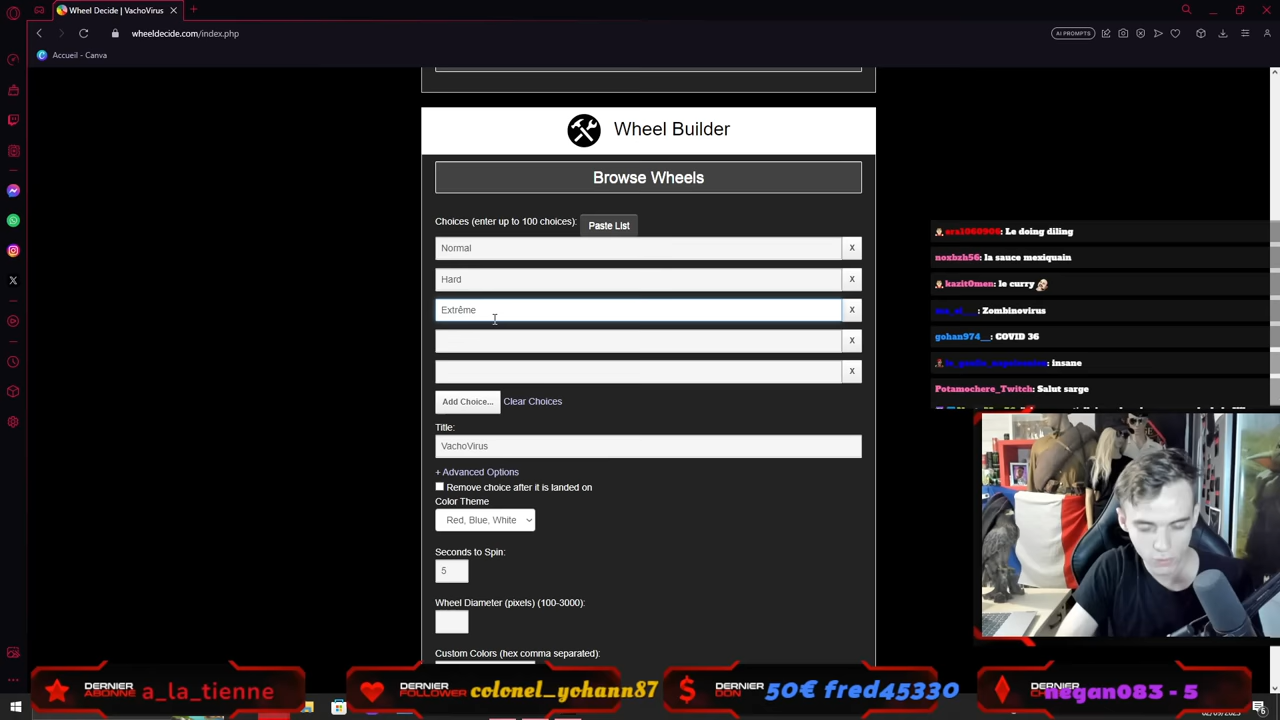 Wheel Decide | VachoVirus
wheeldecide.com/index.php
AI PROMPTS
Accueil - Canva
Wheel Builder
Browse Wheels
Choices (enter up to 100 choices):
Paste List
Normal
X
Hard
X
Extrême
X
X
X
Add Choice...
Clear Choices
Title:
VachoVirus
+ Advanced Options
Remove choice after it is landed on
Color Theme
Red, Blue, White
Seconds to Spin:
5
Wheel Diameter (pixels) (100-3000):
Custom Colors (hex comma separated):
era1060904: Le doing diling
noxbzh56: la sauce mexiquain
kazit0men: le curry
: Zombinovirus
gohan974__: COVID 36
: insane
Potamochere_Twitch: Salut sarge
DERNIER
ABONNE
a_la_tienne
DERNIER
FOLLOWER
colonel_yohann87
DERNIER
DON
50€ fred45330
DERNIER
negan083 - 5